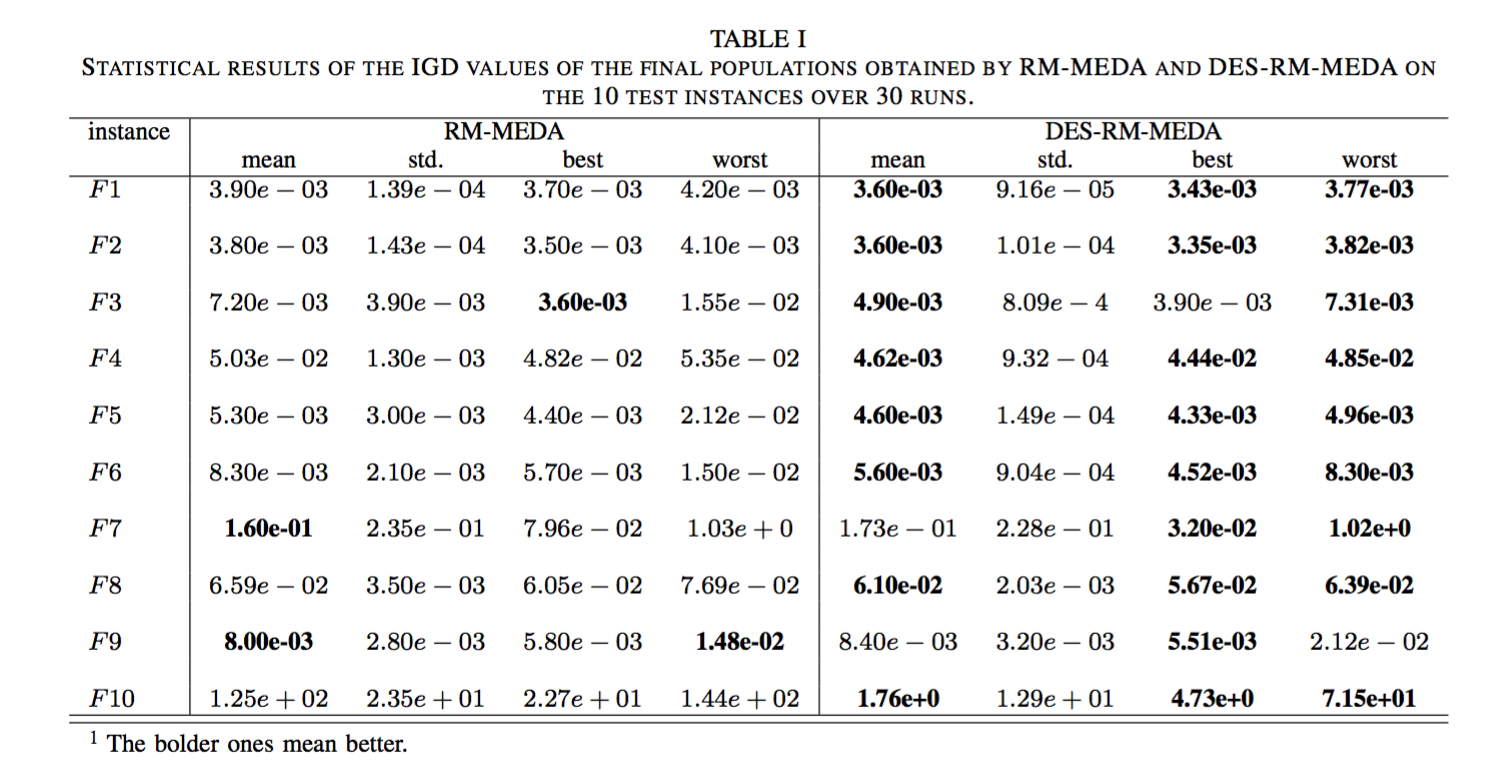 TABLE I
STATISTICAL RESULTS OF THE IGD VALUES OF THE FINAL POPULATIONS OBTAINED BY RM-MEDA AND DES-RM-MEDA ON
THE 10 TEST INSTANCES OVER 30 RUNS.
instance RM-MEDA DES-RM-MEDA
mean std. best worst mean std. best worst
F1 3.90e − 03 1.39e − 04 3.70e − 03 4.20e − 03 3.60e-03 9.16e − 05 3.43e-03 3.77e-03
F2 3.80e − 03 1.43e − 04 3.50e − 03 4.10e − 03 3.60e-03 1.01e − 04 3.35e-03 3.82e-03
F3 7.20e − 03 3.90e − 03 3.60e-03 1.55e − 02 4.90e-03 8.09e − 4 3.90e − 03 7.31e-03
F4 5.03e − 02 1.30e − 03 4.82e − 02 5.35e − 02 4.62e-03 9.32 − 04 4.44e-02 4.85e-02
F5 5.30e − 03 3.00e − 03 4.40e − 03 2.12e − 02 4.60e-03 1.49e − 04 4.33e-03 4.96e-03
F6 8.30e − 03 2.10e − 03 5.70e − 03 1.50e − 02 5.60e-03 9.04e − 04 4.52e-03 8.30e-03
F7 1.60e-01 2.35e − 01 7.96e − 02 1.03e + 0 1.73e − 01 2.28e − 01 3.20e-02 1.02e+0
F8 6.59e − 02 3.50e − 03 6.05e − 02 7.69e − 02 6.10e-02 2.03e − 03 5.67e-02 6.39e-02
F9 8.00e-03 2.80e − 03 5.80e − 03 1.48e-02 8.40e − 03 3.20e − 03 5.51e-03 2.12e − 02
F10 1.25e + 02 2.35e + 01 2.27e + 01 1.44e + 02 1.76e+0 1.29e + 01 4.73e+0 7.15e+01
1 The bolder ones mean better.